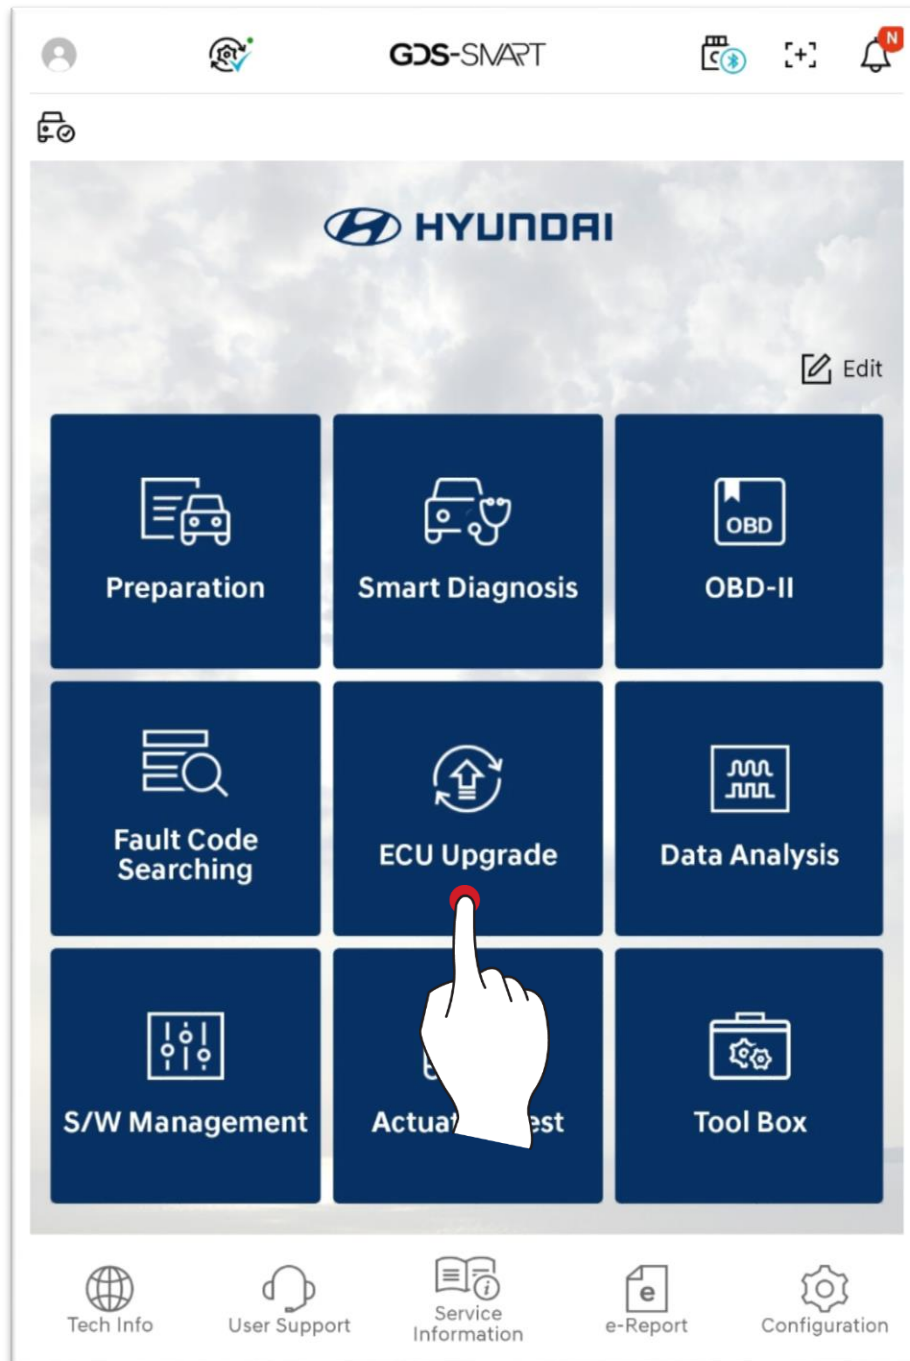 N
GDS-SMART
HYUNDAI
Edit
OBD
Preparation
Smart Diagnosis
OBD-II
Fault Code
Searching
ECU Upgrade
Data Analysis
S/W Management
Tool Box
e
Tech Info
User Support
Service
Information
e-Report
Configuration